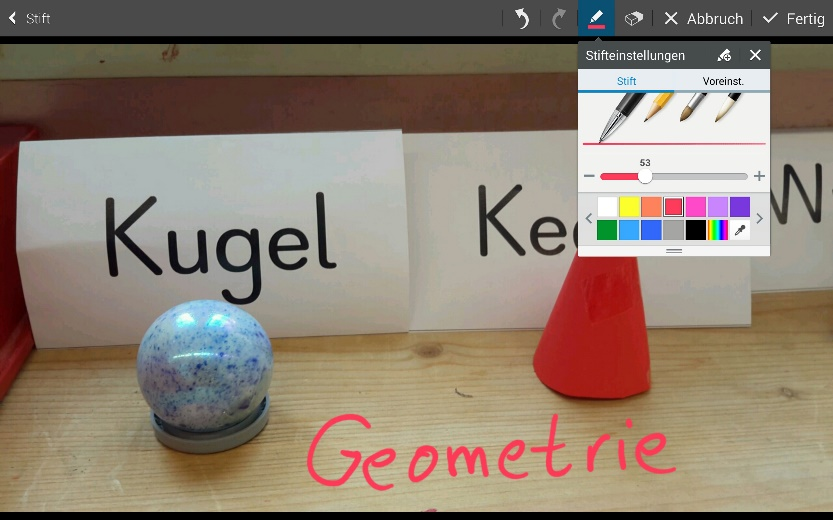 Stift
Abbruch
Fertig
Stifteinstellungen
Stift
Voreinst.
53
Kugel
Geometrie